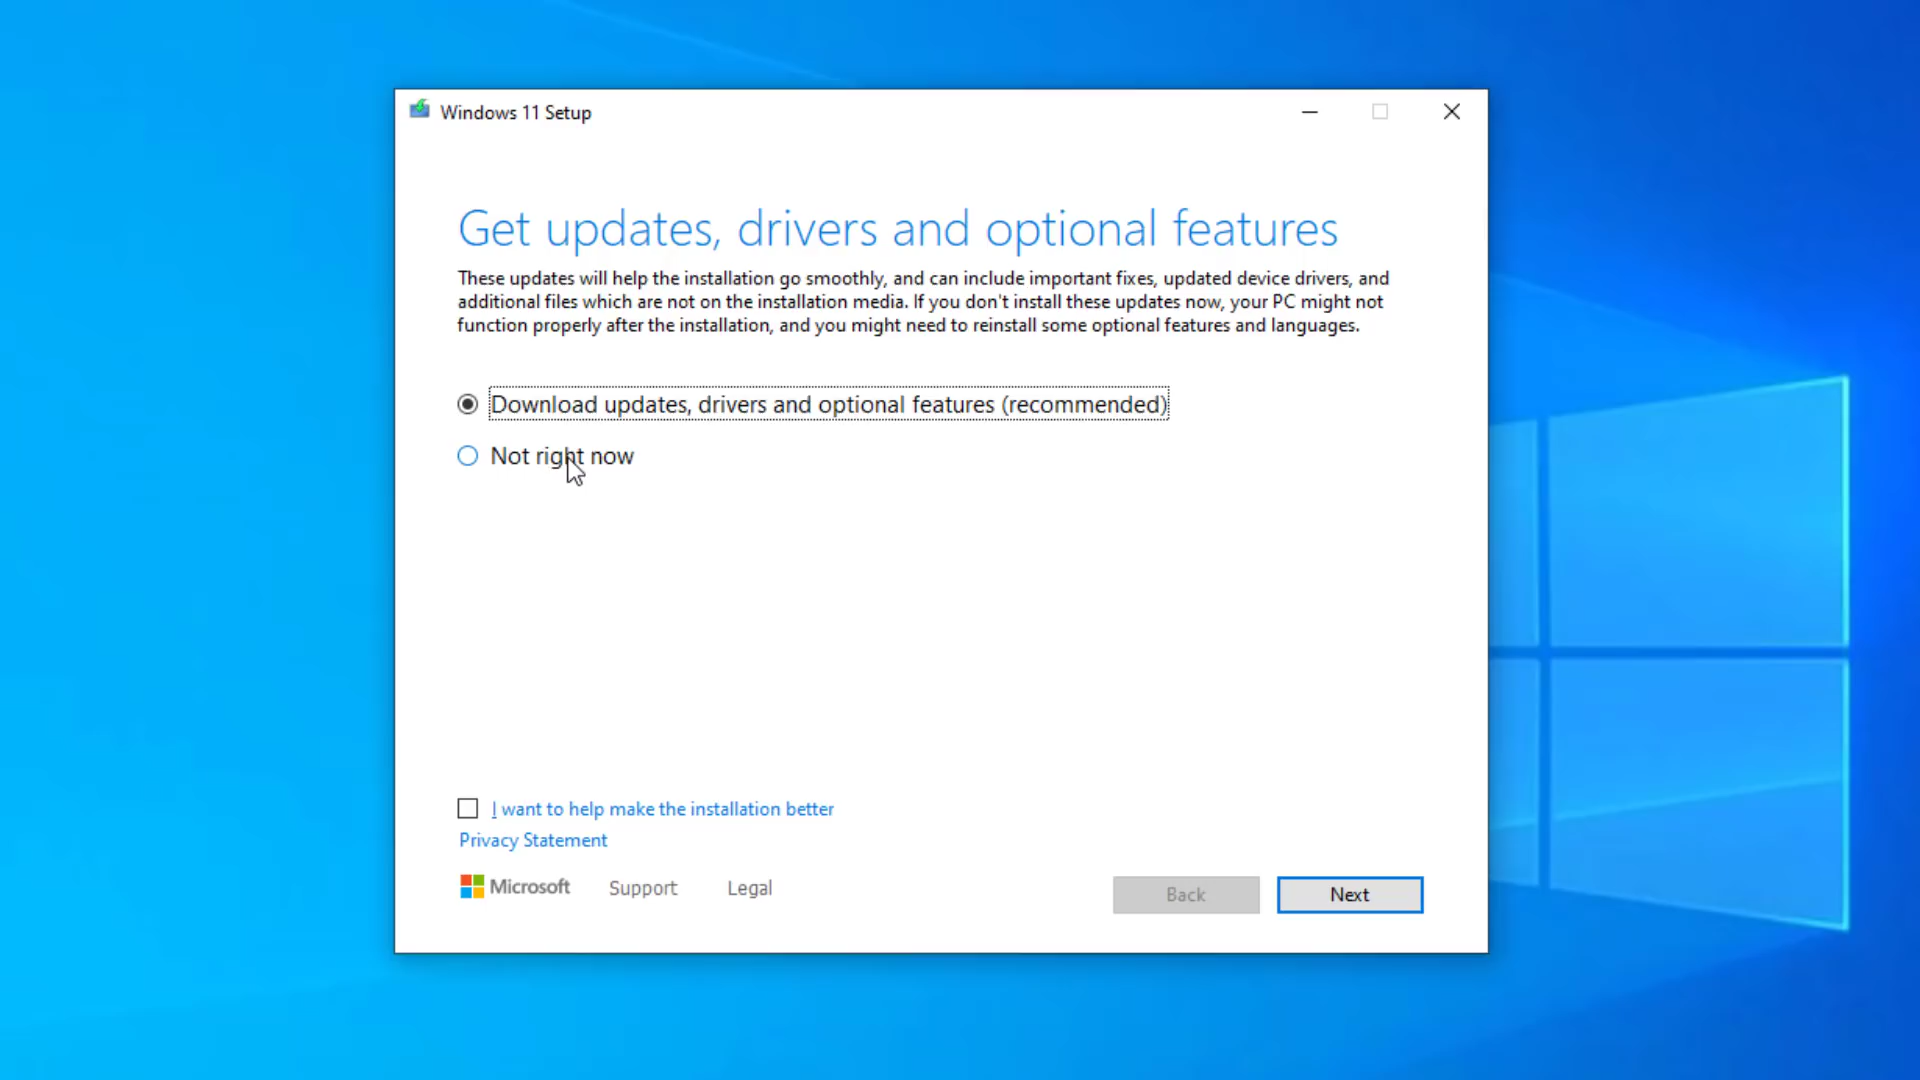 Windows 11 Setup
Get updates, drivers and optional features
These updates will help the installation go smoothly, and can include important fixes, updated device drivers, and
additional files which are not on the installation media. If you don't install these updates now, your PC might not
function properly after the installation, and you might need to reinstall some optional features and languages.
Download updates, drivers and optional features (recommended)
Not right now
I want to help make the installation better
Privacy Statement
Microsoft Support Legal
Back Next